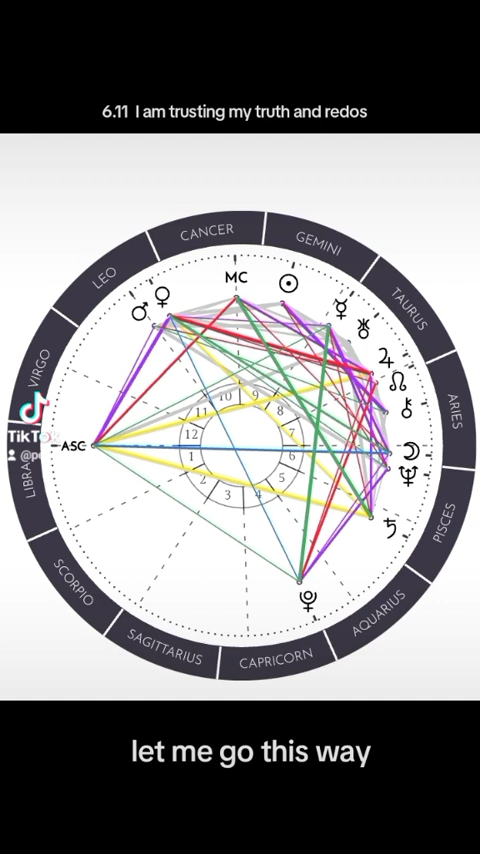 6.11 I am trusting my truth and redos
CANCER
GEMINI
LEO
TAURUS
MC
VIRGO
ARIES
10
9
11
8
12
7
TikTok
ASC
1
6
LIBRA
2
5
3
4
PISCES
SCORPIO
AQUARIUS
SAGITTARIUS
CAPRICORN
let me go this way